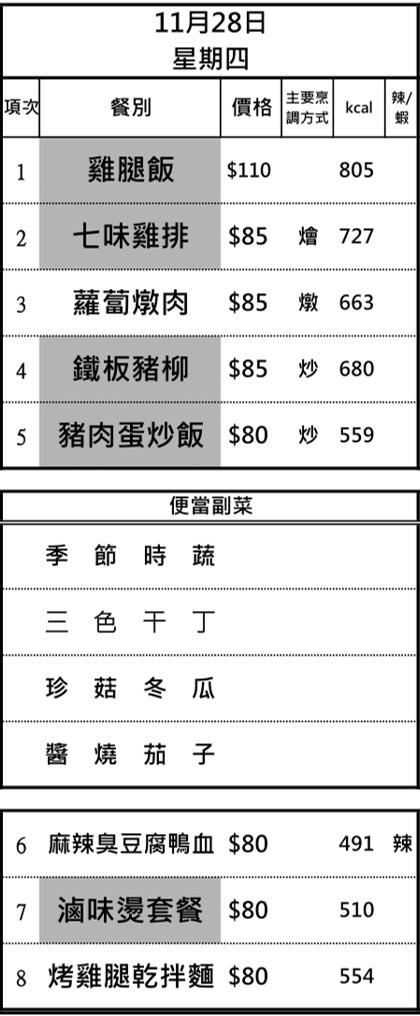 11月28日
星期四
項次 餐別 價格 主要烹調方式 kcal 辣/蝦
1 雞腿飯 $110 805
2 七味雞排 $85 燴 727
3 蘿蔔燉肉 $85 燉 663
4 鐵板豬柳 $85 炒 680
5 豬肉蛋炒飯 $80 炒 559
便當副菜
季 節 時 蔬
三 色 干 丁
珍 菇 冬 瓜
醬 燒 茄 子
6 麻辣臭豆腐鴨血 $80 491 辣
7 滷味燙套餐 $80 510
8 烤雞腿乾拌麵 $80 554